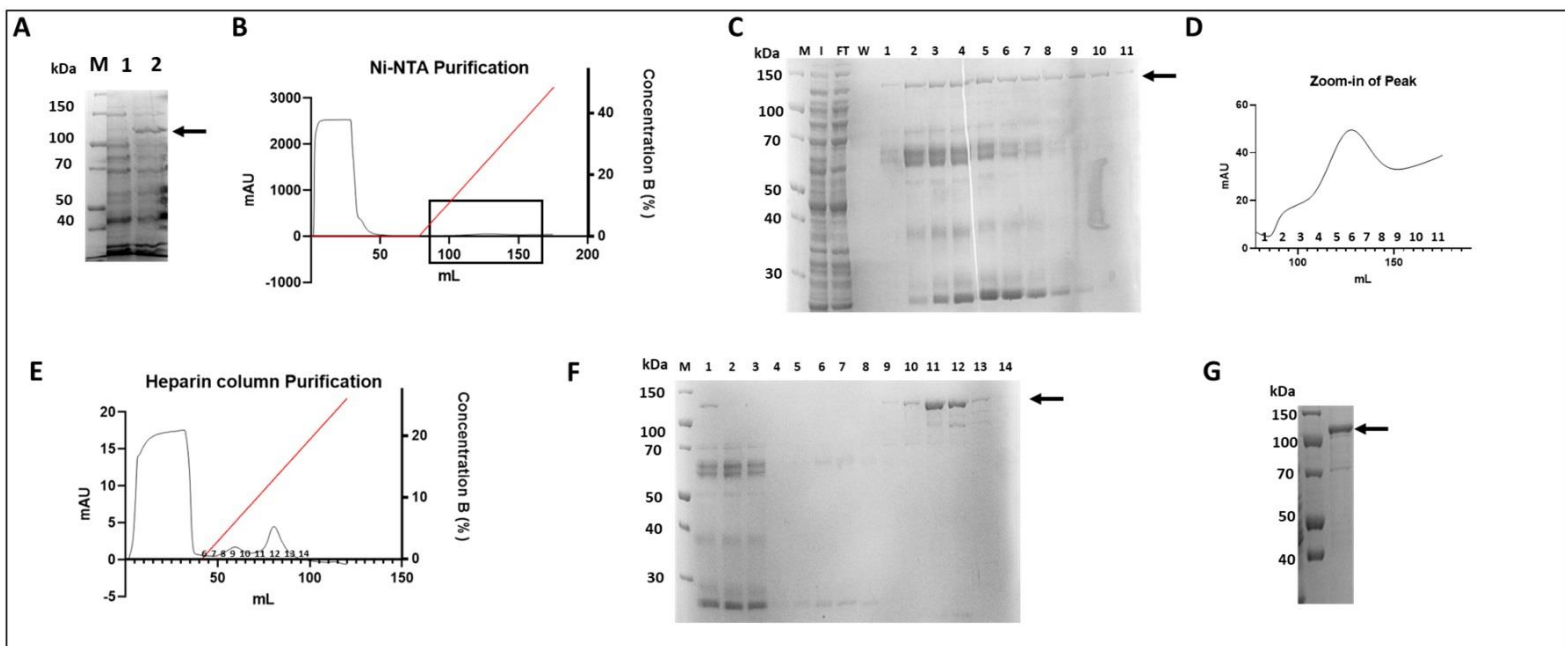 A
M 1 2
kDa
150
100
70
50
40
B
Ni-NTA Purification
3000
2000
1000
0
-1000
mAU
50 100 150 200
mL
40
20
0
Concentration B (%)
C
kDa M I FT W 1 2 3 4 5 6 7 8 9 10 11
150
100
70
50
40
30
D
Zoom-in of Peak
60
40
20
0
mAU
1 2 3 4 5 6 7 8 9 10 11
100 150
mL
E
Heparin column Purification
20
15
10
5
0
-5
mAU
6 7 8 9 10 11 12 13 14
50 100 150
mL
20
10
0
Concentration B (%)
F
kDa M 1 2 3 4 5 6 7 8 9 10 11 12 13 14
150
100
70
50
40
30
G
kDa
150
100
70
50
40